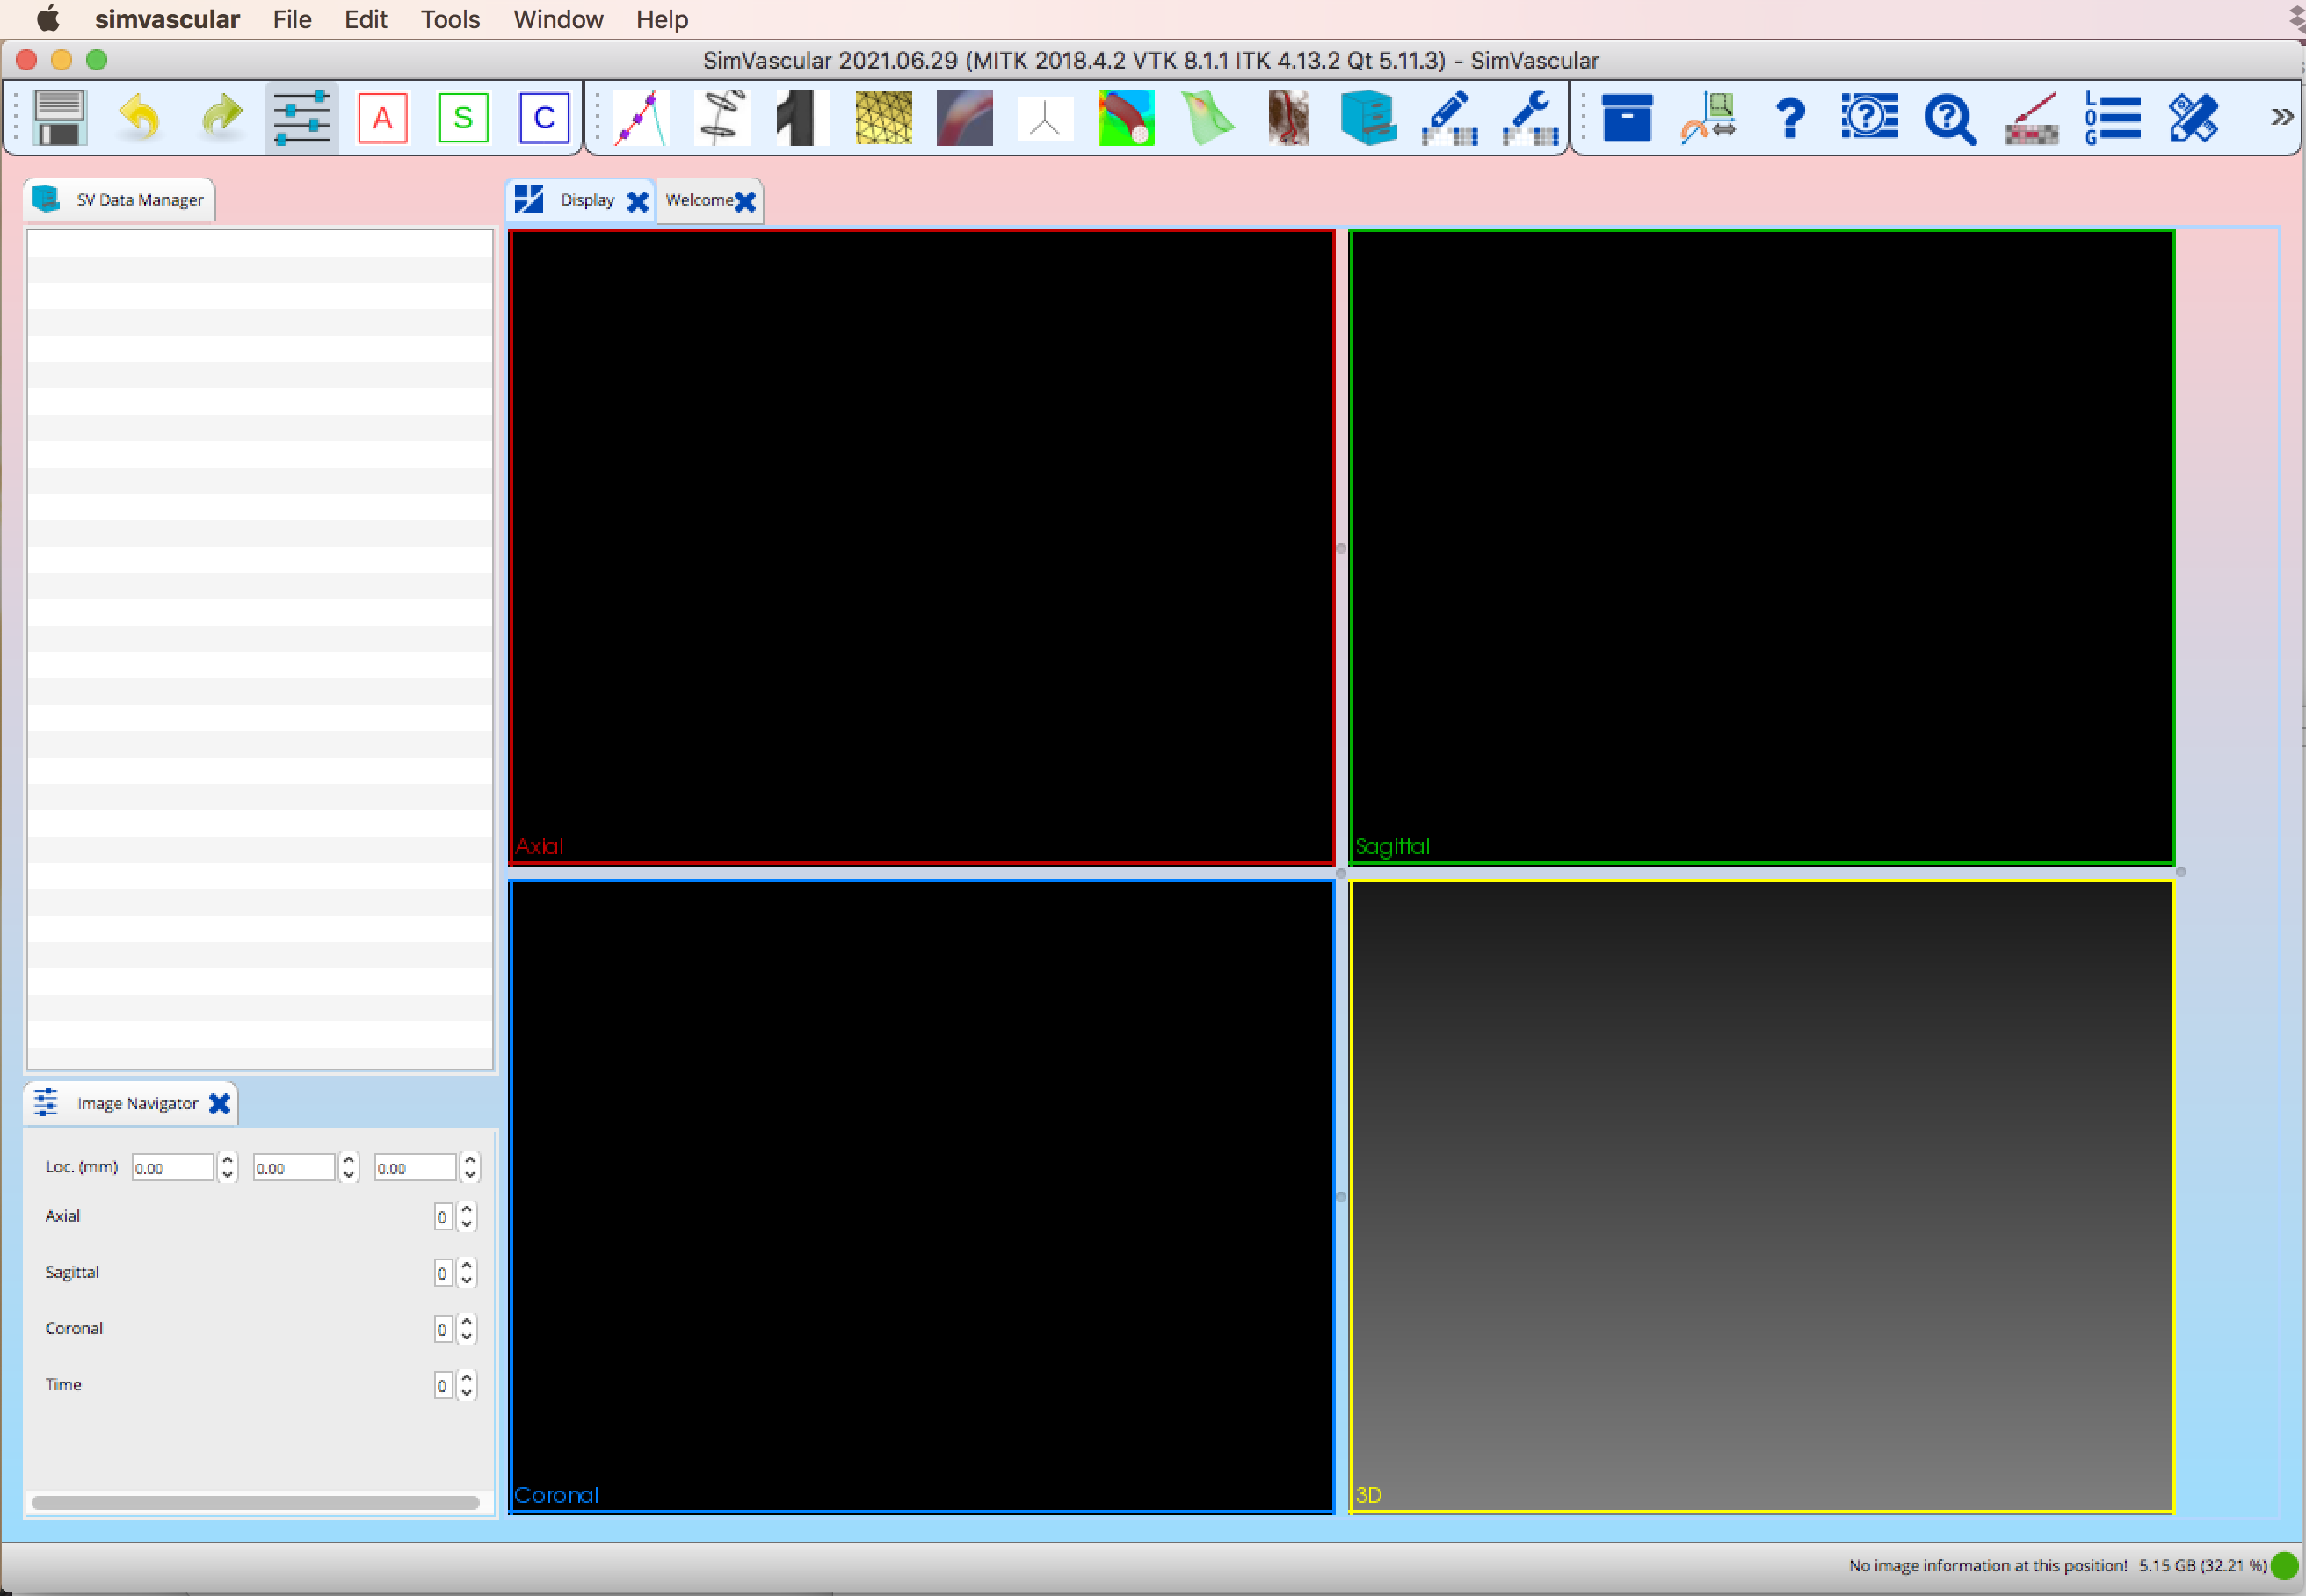 simvascular File Edit Tools Window Help
SimVascular 2021.06.29 (MITK 2018.4.2 VTK 8.1.1 ITK 4.13.2 Qt 5.11.3) - SimVascular
A S C LOG
SV Data Manager
Display
Welcome
Axial
Sagittal
Coronal
3D
Image Navigator
Loc. (mm) 0.00 0.00 0.00
Axial 0
Sagittal 0
Coronal 0
Time 0
No image information at this position! 5.15 GB (32.21 %)